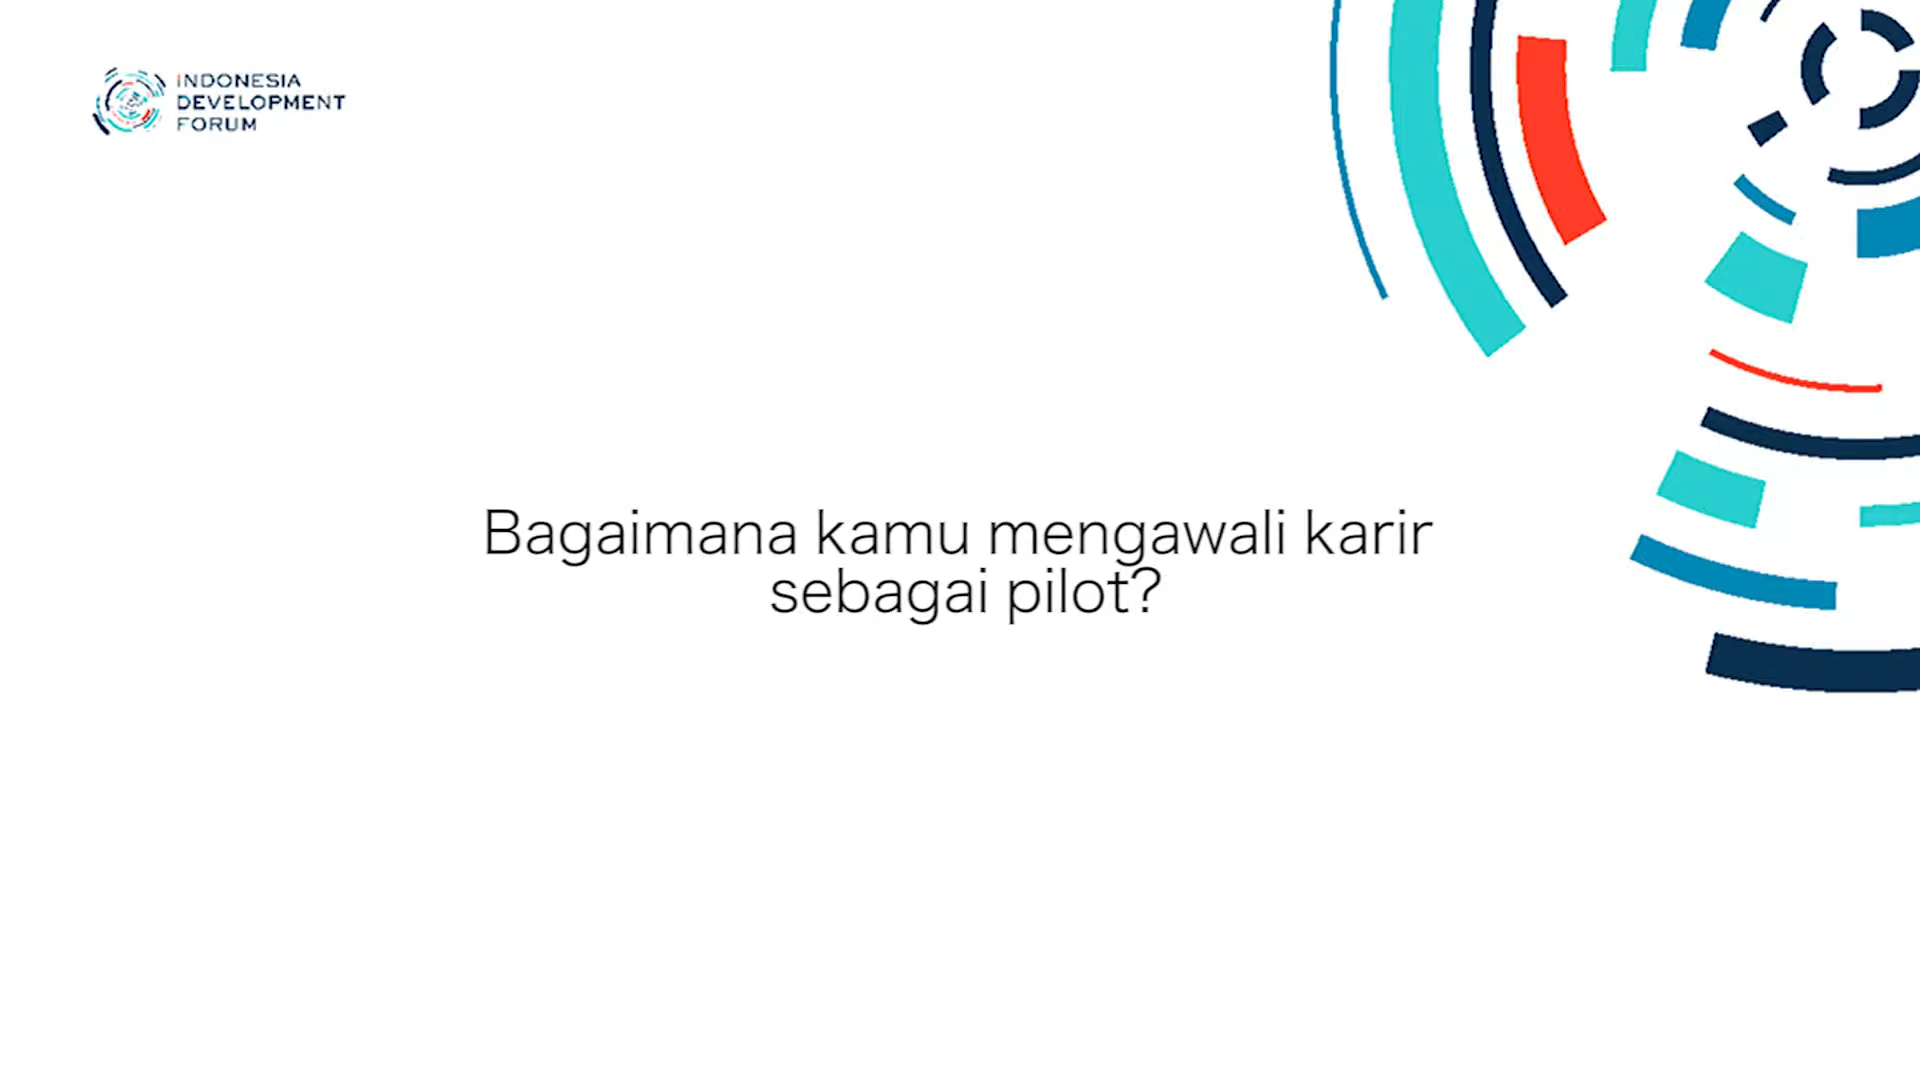 INDONESIA
DEVELOPMENT
FORUM
Bagaimana kamu mengawali karir
sebagai pilot?